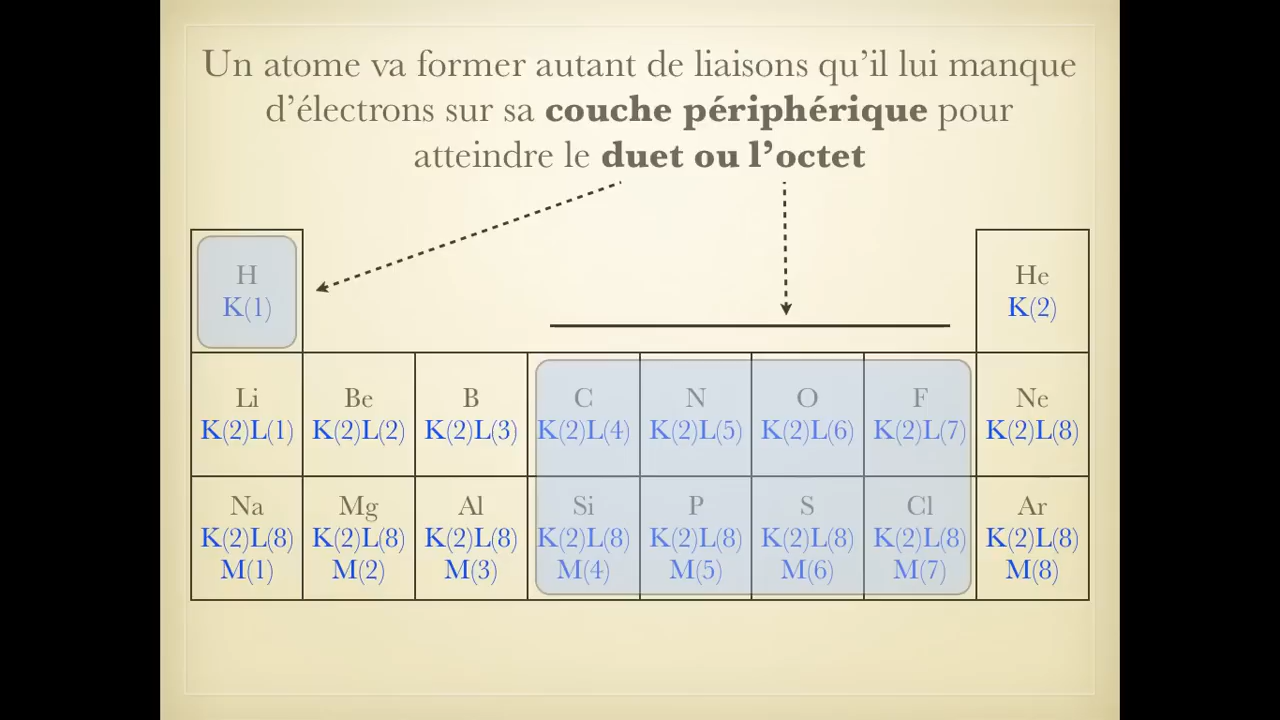 Un atome va former autant de liaisons qu’il lui manque
d’électrons sur sa couche périphérique pour
atteindre le duet ou l’octet
H
K(1)
He
K(2)
Li
K(2)L(1)
Be
K(2)L(2)
B
K(2)L(3)
C
K(2)L(4)
N
K(2)L(5)
O
K(2)L(6)
F
K(2)L(7)
Ne
K(2)L(8)
Na
K(2)L(8)
M(1)
Mg
K(2)L(8)
M(2)
Al
K(2)L(8)
M(3)
Si
K(2)L(8)
M(4)
P
K(2)L(8)
M(5)
S
K(2)L(8)
M(6)
Cl
K(2)L(8)
M(7)
Ar
K(2)L(8)
M(8)